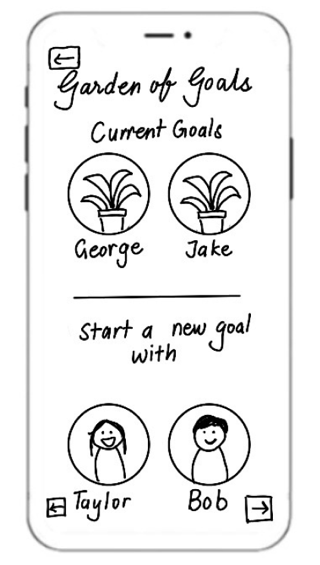 Garden of Goals
Current Goals
George Jake
Start a new goal
with
Taylor Bob